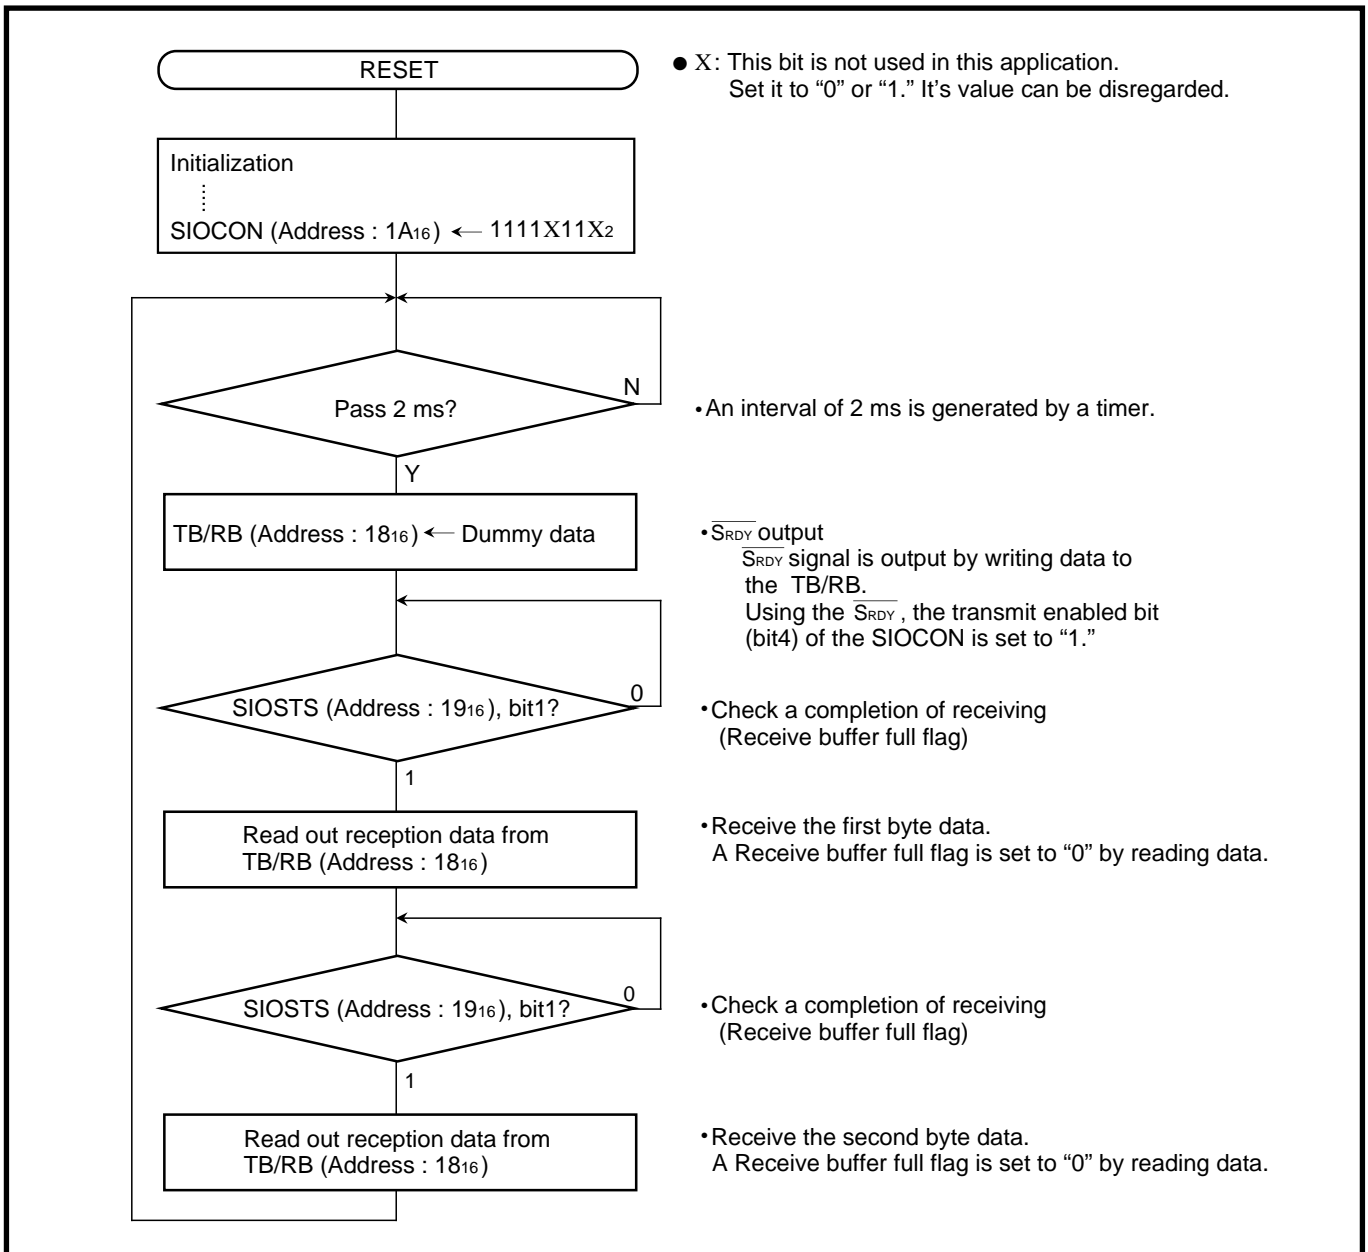 RESET
● X: This bit is not used in this application.
Set it to “0” or “1.” It’s value can be disregarded.
Initialization
SIOCON (Address : 1A16) ← 1111X11X2
Pass 2 ms?
N
•An interval of 2 ms is generated by a timer.
Y
TB/RB (Address : 1816) ← Dummy data
•SRDY output
SRDY signal is output by writing data to
the TB/RB.
Using the SRDY , the transmit enabled bit
(bit4) of the SIOCON is set to “1.”
SIOSTS (Address : 1916), bit1?
0
•Check a completion of receiving
(Receive buffer full flag)
1
Read out reception data from
TB/RB (Address : 1816)
•Receive the first byte data.
A Receive buffer full flag is set to “0” by reading data.
SIOSTS (Address : 1916), bit1?
0
•Check a completion of receiving
(Receive buffer full flag)
1
Read out reception data from
TB/RB (Address : 1816)
•Receive the second byte data.
A Receive buffer full flag is set to “0” by reading data.